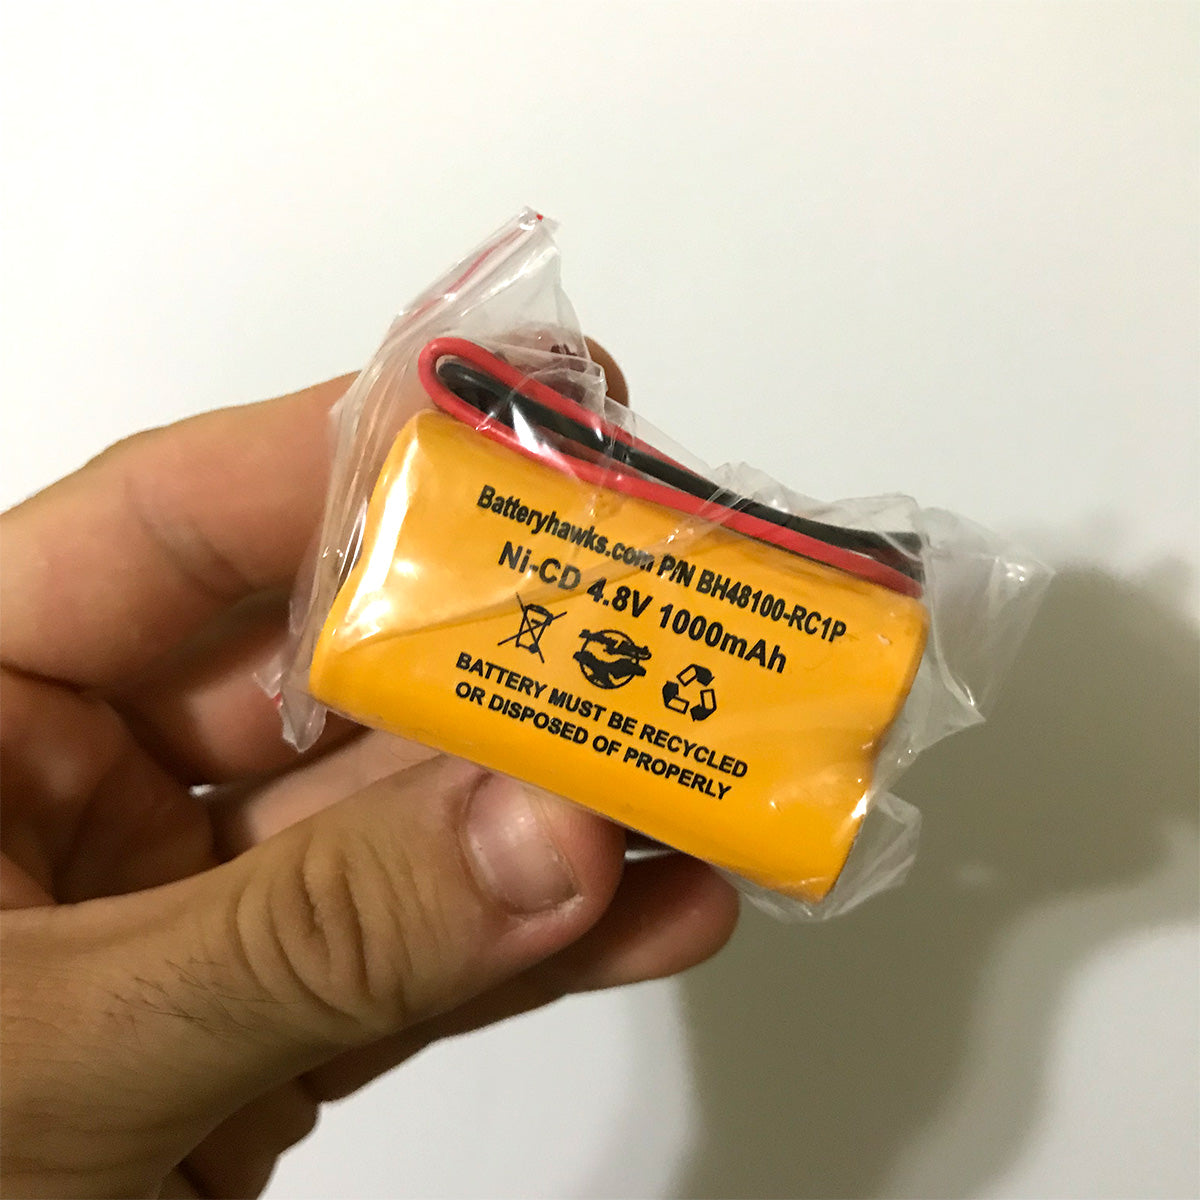 Batteryhawks.com P/N BH48100-RC1P
Ni-CD 4.8V 1000mAh
BATTERY MUST BE RECYCLED
OR DISPOSED OF PROPERLY